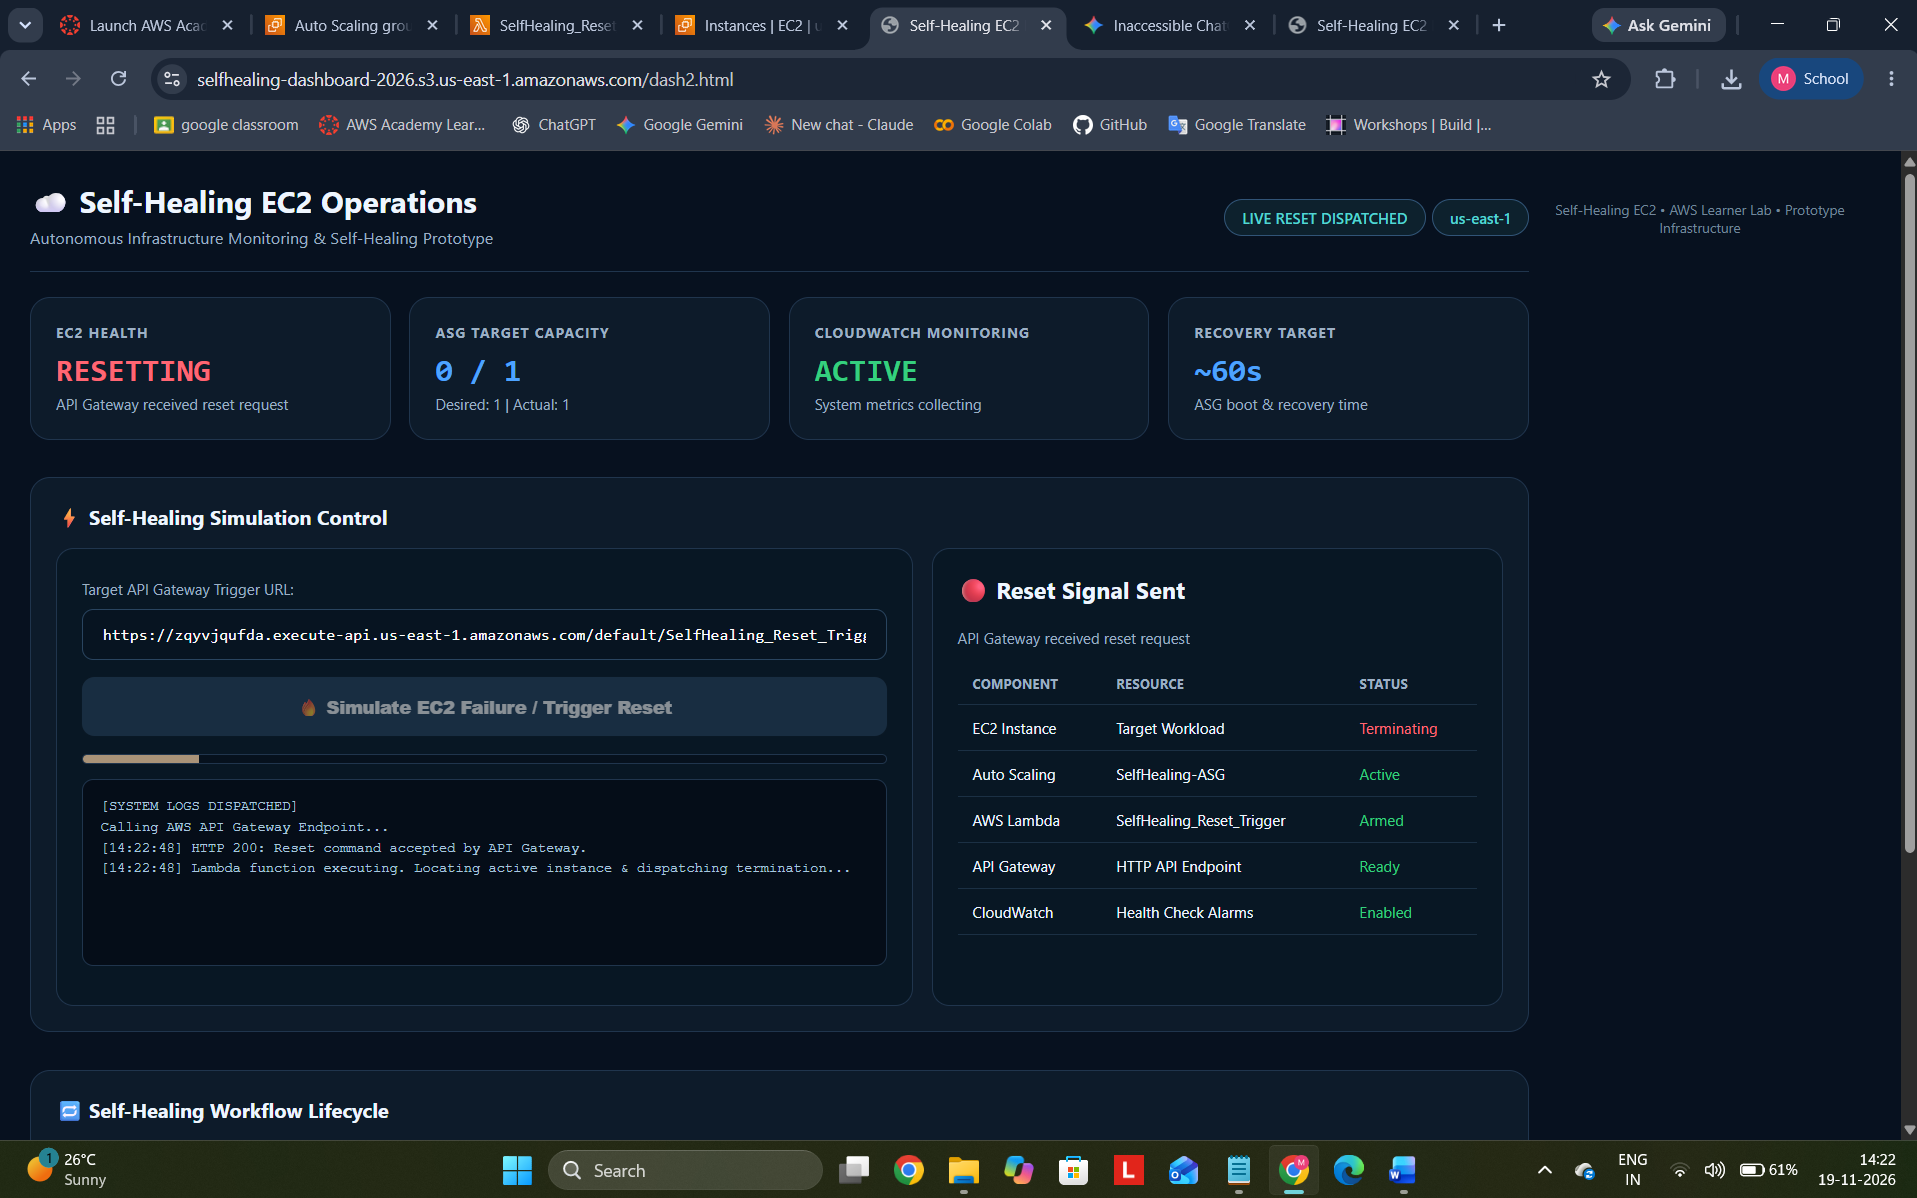 Launch AWS Aca
Auto Scaling grou
SelfHealing_Reset
Instances | EC2 | u
Self-Healing EC2
Inaccessible Chat
Self-Healing EC2
Ask Gemini
selfhealing-dashboard-2026.s3.us-east-1.amazonaws.com/dash2.html
M School
Apps
google classroom
AWS Academy Lear...
ChatGPT
Google Gemini
New chat - Claude
Google Colab
GitHub
Google Translate
Workshops | Build |...
Self-Healing EC2 Operations
Autonomous Infrastructure Monitoring & Self-Healing Prototype
LIVE RESET DISPATCHED
us-east-1
Self-Healing EC2 • AWS Learner Lab • Prototype
Infrastructure
EC2 HEALTH
RESETTING
API Gateway received reset request
ASG TARGET CAPACITY
0 / 1
Desired: 1 | Actual: 1
CLOUDWATCH MONITORING
ACTIVE
System metrics collecting
RECOVERY TARGET
~60s
ASG boot & recovery time
Self-Healing Simulation Control
Target API Gateway Trigger URL:
https://zqyvjqufda.execute-api.us-east-1.amazonaws.com/default/SelfHealing_Reset_Trigg
Simulate EC2 Failure / Trigger Reset
[SYSTEM LOGS DISPATCHED]
Calling AWS API Gateway Endpoint...
[14:22:48] HTTP 200: Reset command accepted by API Gateway.
[14:22:48] Lambda function executing. Locating active instance & dispatching termination...
Reset Signal Sent
API Gateway received reset request
COMPONENT RESOURCE STATUS
EC2 Instance Target Workload Terminating
Auto Scaling SelfHealing-ASG Active
AWS Lambda SelfHealing_Reset_Trigger Armed
API Gateway HTTP API Endpoint Ready
CloudWatch Health Check Alarms Enabled
Self-Healing Workflow Lifecycle
1
26°C
Sunny
Search
L
M
ENG
IN
61%
14:22
19-11-2026